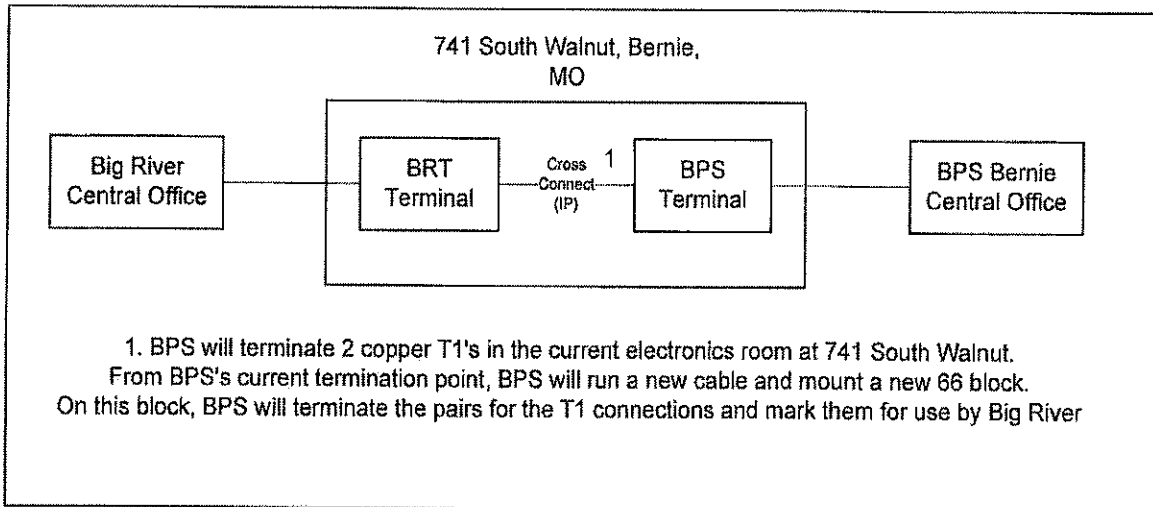 741 South Walnut, Bernie,
MO
Big River
Central Office
BRT
Terminal
Cross
Connect
(IP)
1
BPS
Terminal
BPS Bernie
Central Office
1. BPS will terminate 2 copper T1's in the current electronics room at 741 South Walnut.
From BPS's current termination point, BPS will run a new cable and mount a new 66 block.
On this block, BPS will terminate the pairs for the T1 connections and mark them for use by Big River